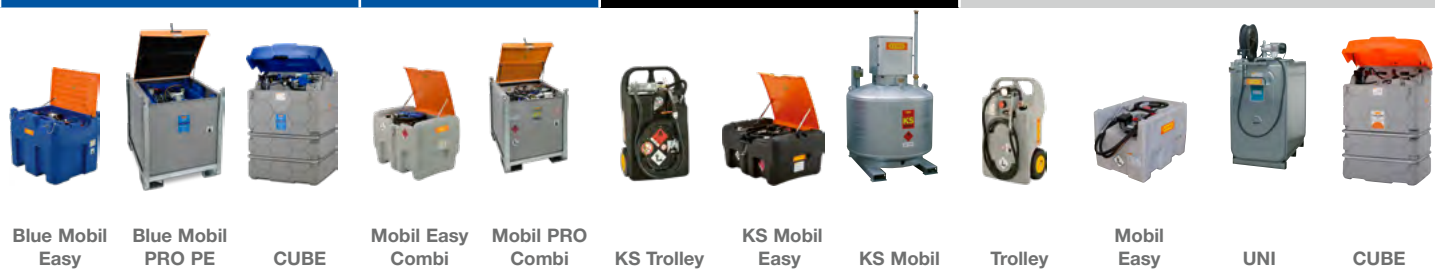 KS
Blue Mobil
Easy
Blue Mobil
PRO PE
CUBE
Mobil Easy
Combi
Mobil PRO
Combi
KS Trolley
KS Mobil
Easy
KS Mobil
Trolley
Mobil
Easy
UNI
CUBE